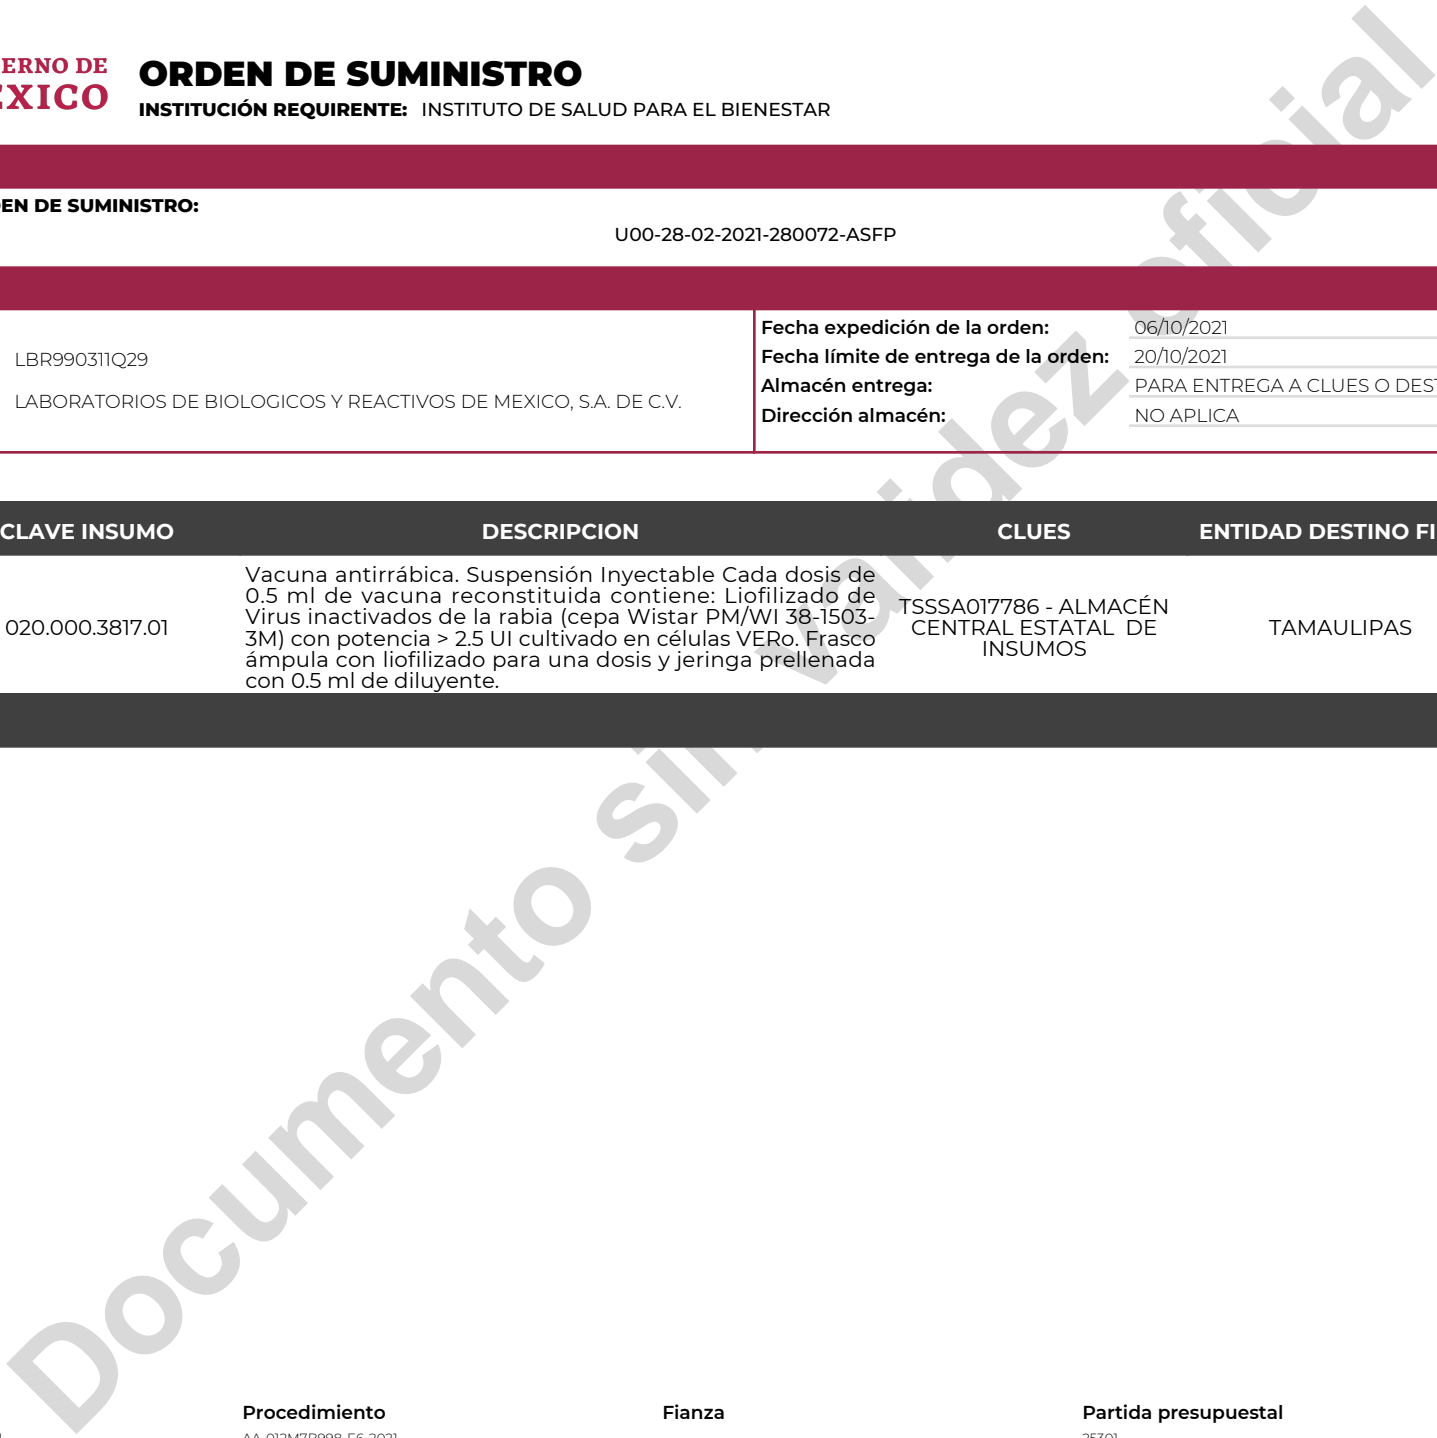 ERNO DE
ORDEN DE SUMINISTRO
EXICO
INSTITUCIÓN REQUIRENTE: INSTITUTO DE SALUD PARA EL BIENESTAR
EN DE SUMINISTRO:
U00-28-02-2021-280072-ASFP
LBR990311Q29
LABORATORIOS DE BIOLOGICOS Y REACTIVOS DE MEXICO, S.A. DE C.V.
Fecha expedición de la orden: 06/10/2021
Fecha límite de entrega de la orden: 20/10/2021
Almacén entrega: PARA ENTREGA A CLUES O DEST
Dirección almacén: NO APLICA
CLAVE INSUMO DESCRIPCION CLUES ENTIDAD DESTINO FI
020.000.3817.01
Vacuna antirrábica. Suspensión Inyectable Cada dosis de
0.5 ml de vacuna reconstituida contiene: Liofilizado de
Virus inactivados de la rabia (cepa Wistar PM/WI 38-1503-
3M) con potencia > 2.5 UI cultivado en células VERo. Frasco
ámpula con liofilizado para una dosis y jeringa prellenada
con 0.5 ml de diluyente.
TSSSA017786 - ALMACÉN
CENTRAL ESTATAL DE
INSUMOS
TAMAULIPAS
Documento sin validez oficial
Procedimiento Fianza Partida presupuestal
AA-012M7B998-E6-2021 25301